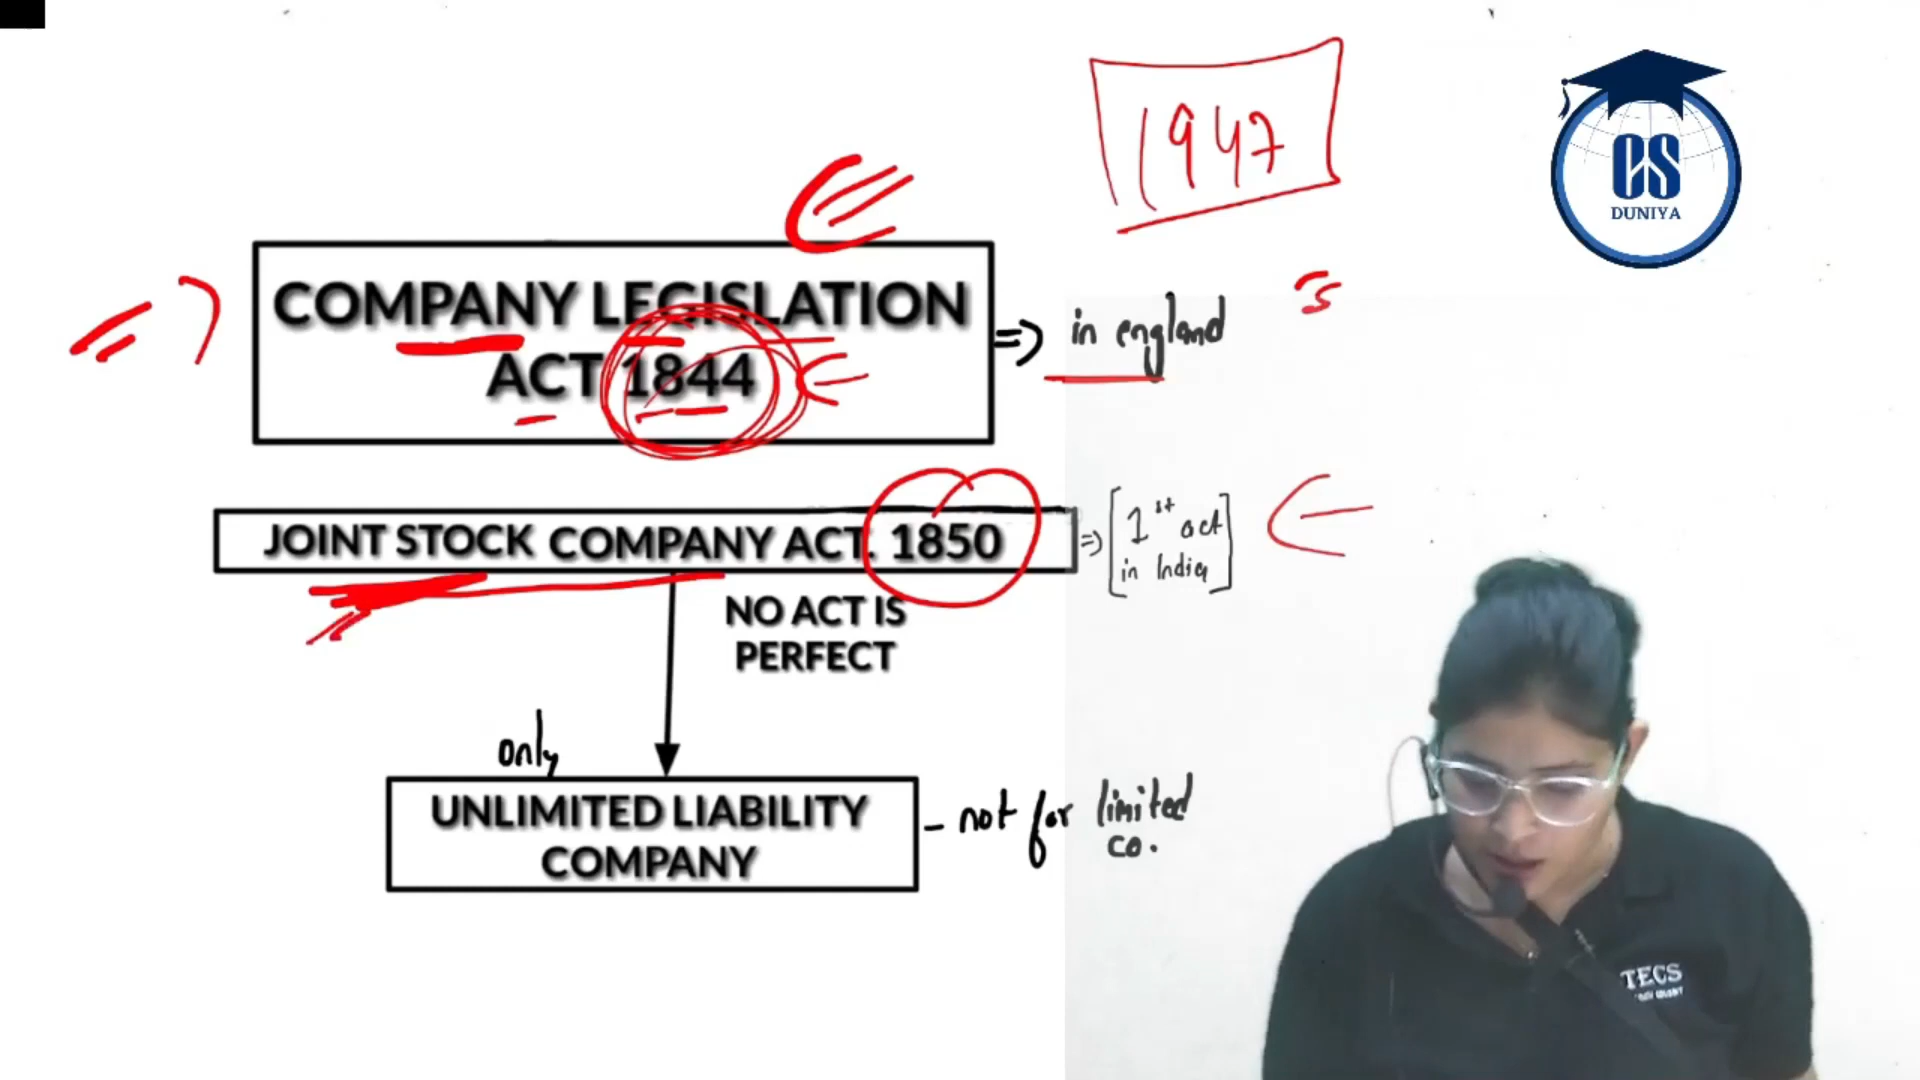 1947
CS
DUNIYA
COMPANY LEGISLATION
ACT 1844
=> in england
JOINT STOCK COMPANY ACT. 1850
=> [1st act
in India]
NO ACT IS
PERFECT
only
UNLIMITED LIABILITY
COMPANY
- not for limited
co.
TECS